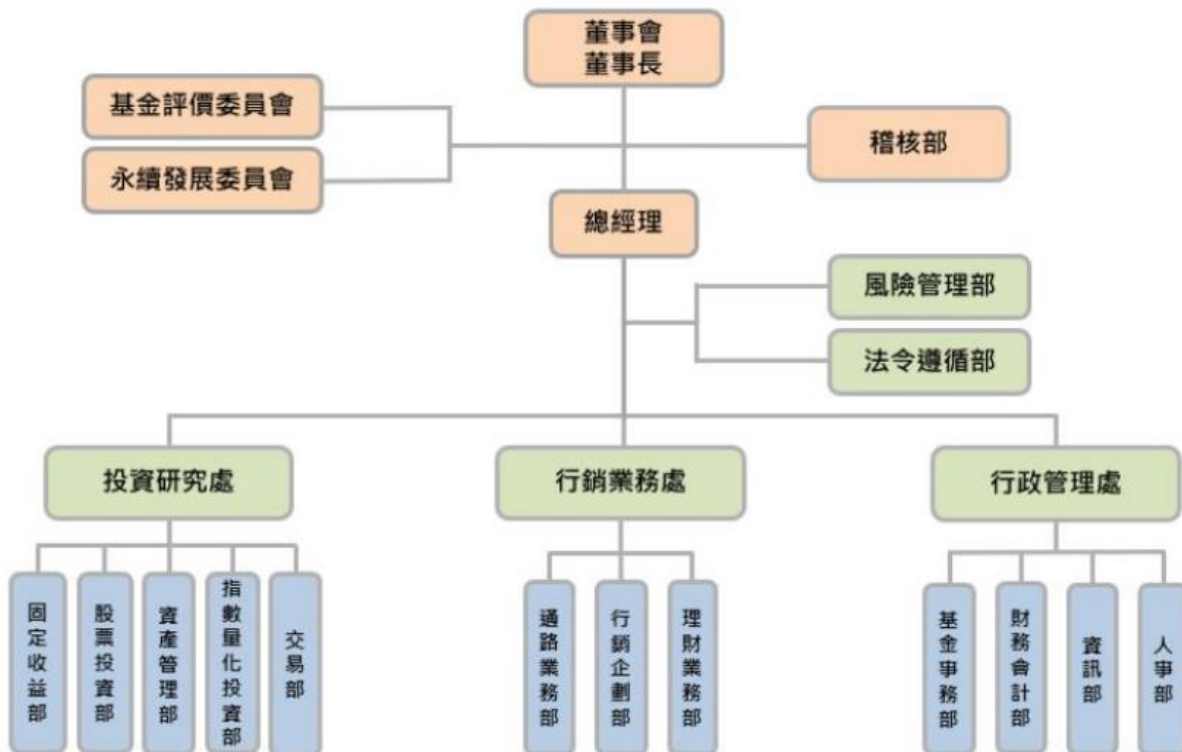 董事會
董事長
基金評價委員會
永續發展委員會
稽核部
總經理
風險管理部
法令遵循部
投資研究處
行銷業務處
行政管理處
固定收益部
股票投資部
資產管理部
指數量化投資部
交易部
通路業務部
行銷企劃部
理財業務部
基金事務部
財務會計部
資訊部
人事部